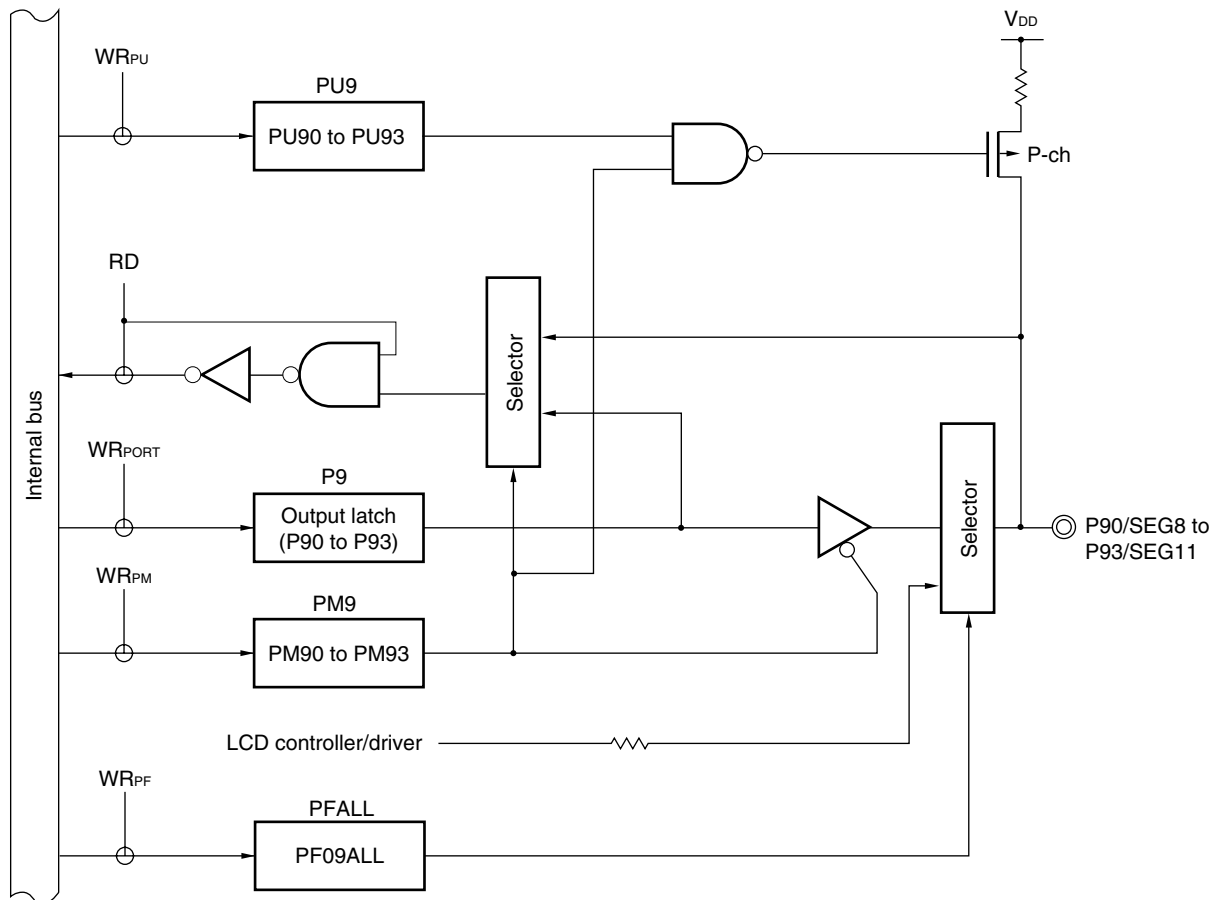 VDD
WRPU
PU9
PU90 to PU93
P-ch
RD
Selector
Internal bus
WRPORT
P9
Output latch
(P90 to P93)
Selector
P90/SEG8 to
P93/SEG11
WRPM
PM9
PM90 to PM93
LCD controller/driver
WRPF
PFALL
PF09ALL